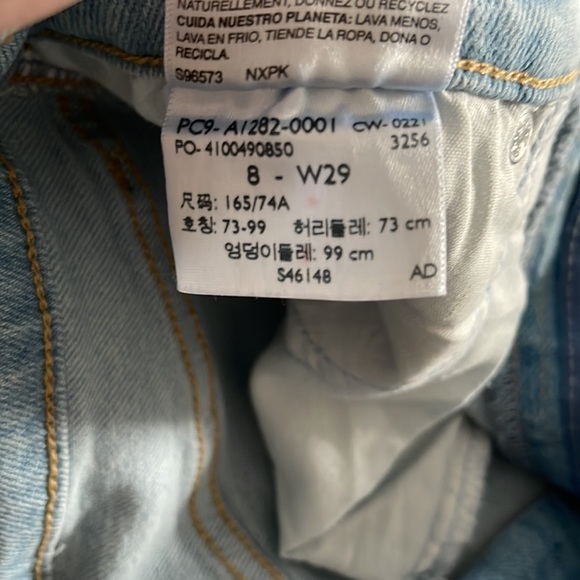 NATURELLEMENT, DONNEZ OU RECYCLEZ
CUIDA NUESTRO PLANETA: LAVA MENOS,
LAVA EN FRIO, TIENDE LA ROPA, DONA O
RECICLA.
S96573 NXPK
PC9-A1282-0001 CW-0221
PO-4100490850 3256
8 - W29
尺码: 165/74A
호칭: 73-99 허리들레: 73 cm
엉덩이들레: 99 cm
S46148 AD